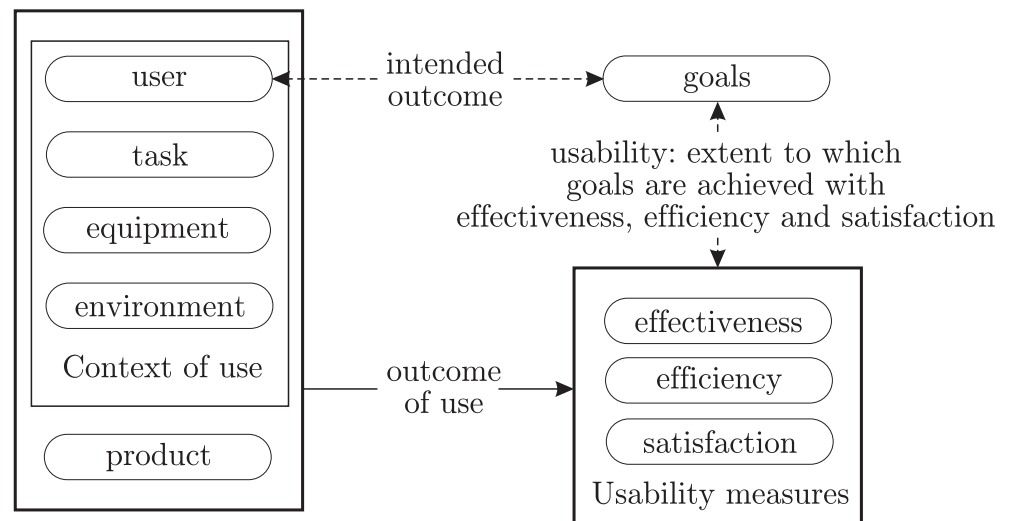 user
task
equipment
environment
Context of use
product
intended
outcome
goals
usability: extent to which
goals are achieved with
effectiveness, efficiency and satisfaction
outcome
of use
effectiveness
efficiency
satisfaction
Usability measures